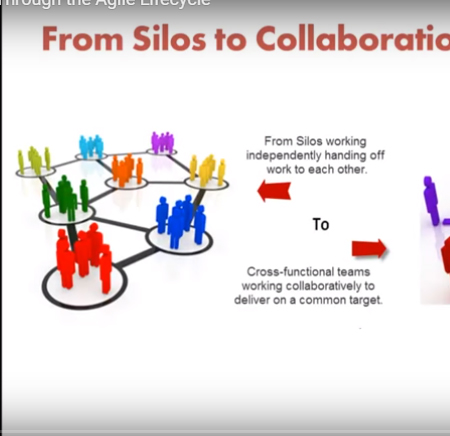 Through the Agile Lifecycle
From Silos to Collaboratio
From Silos working
independently handing off
work to each other.
To
Cross-functional teams
working collaboratively to
deliver on a common target.